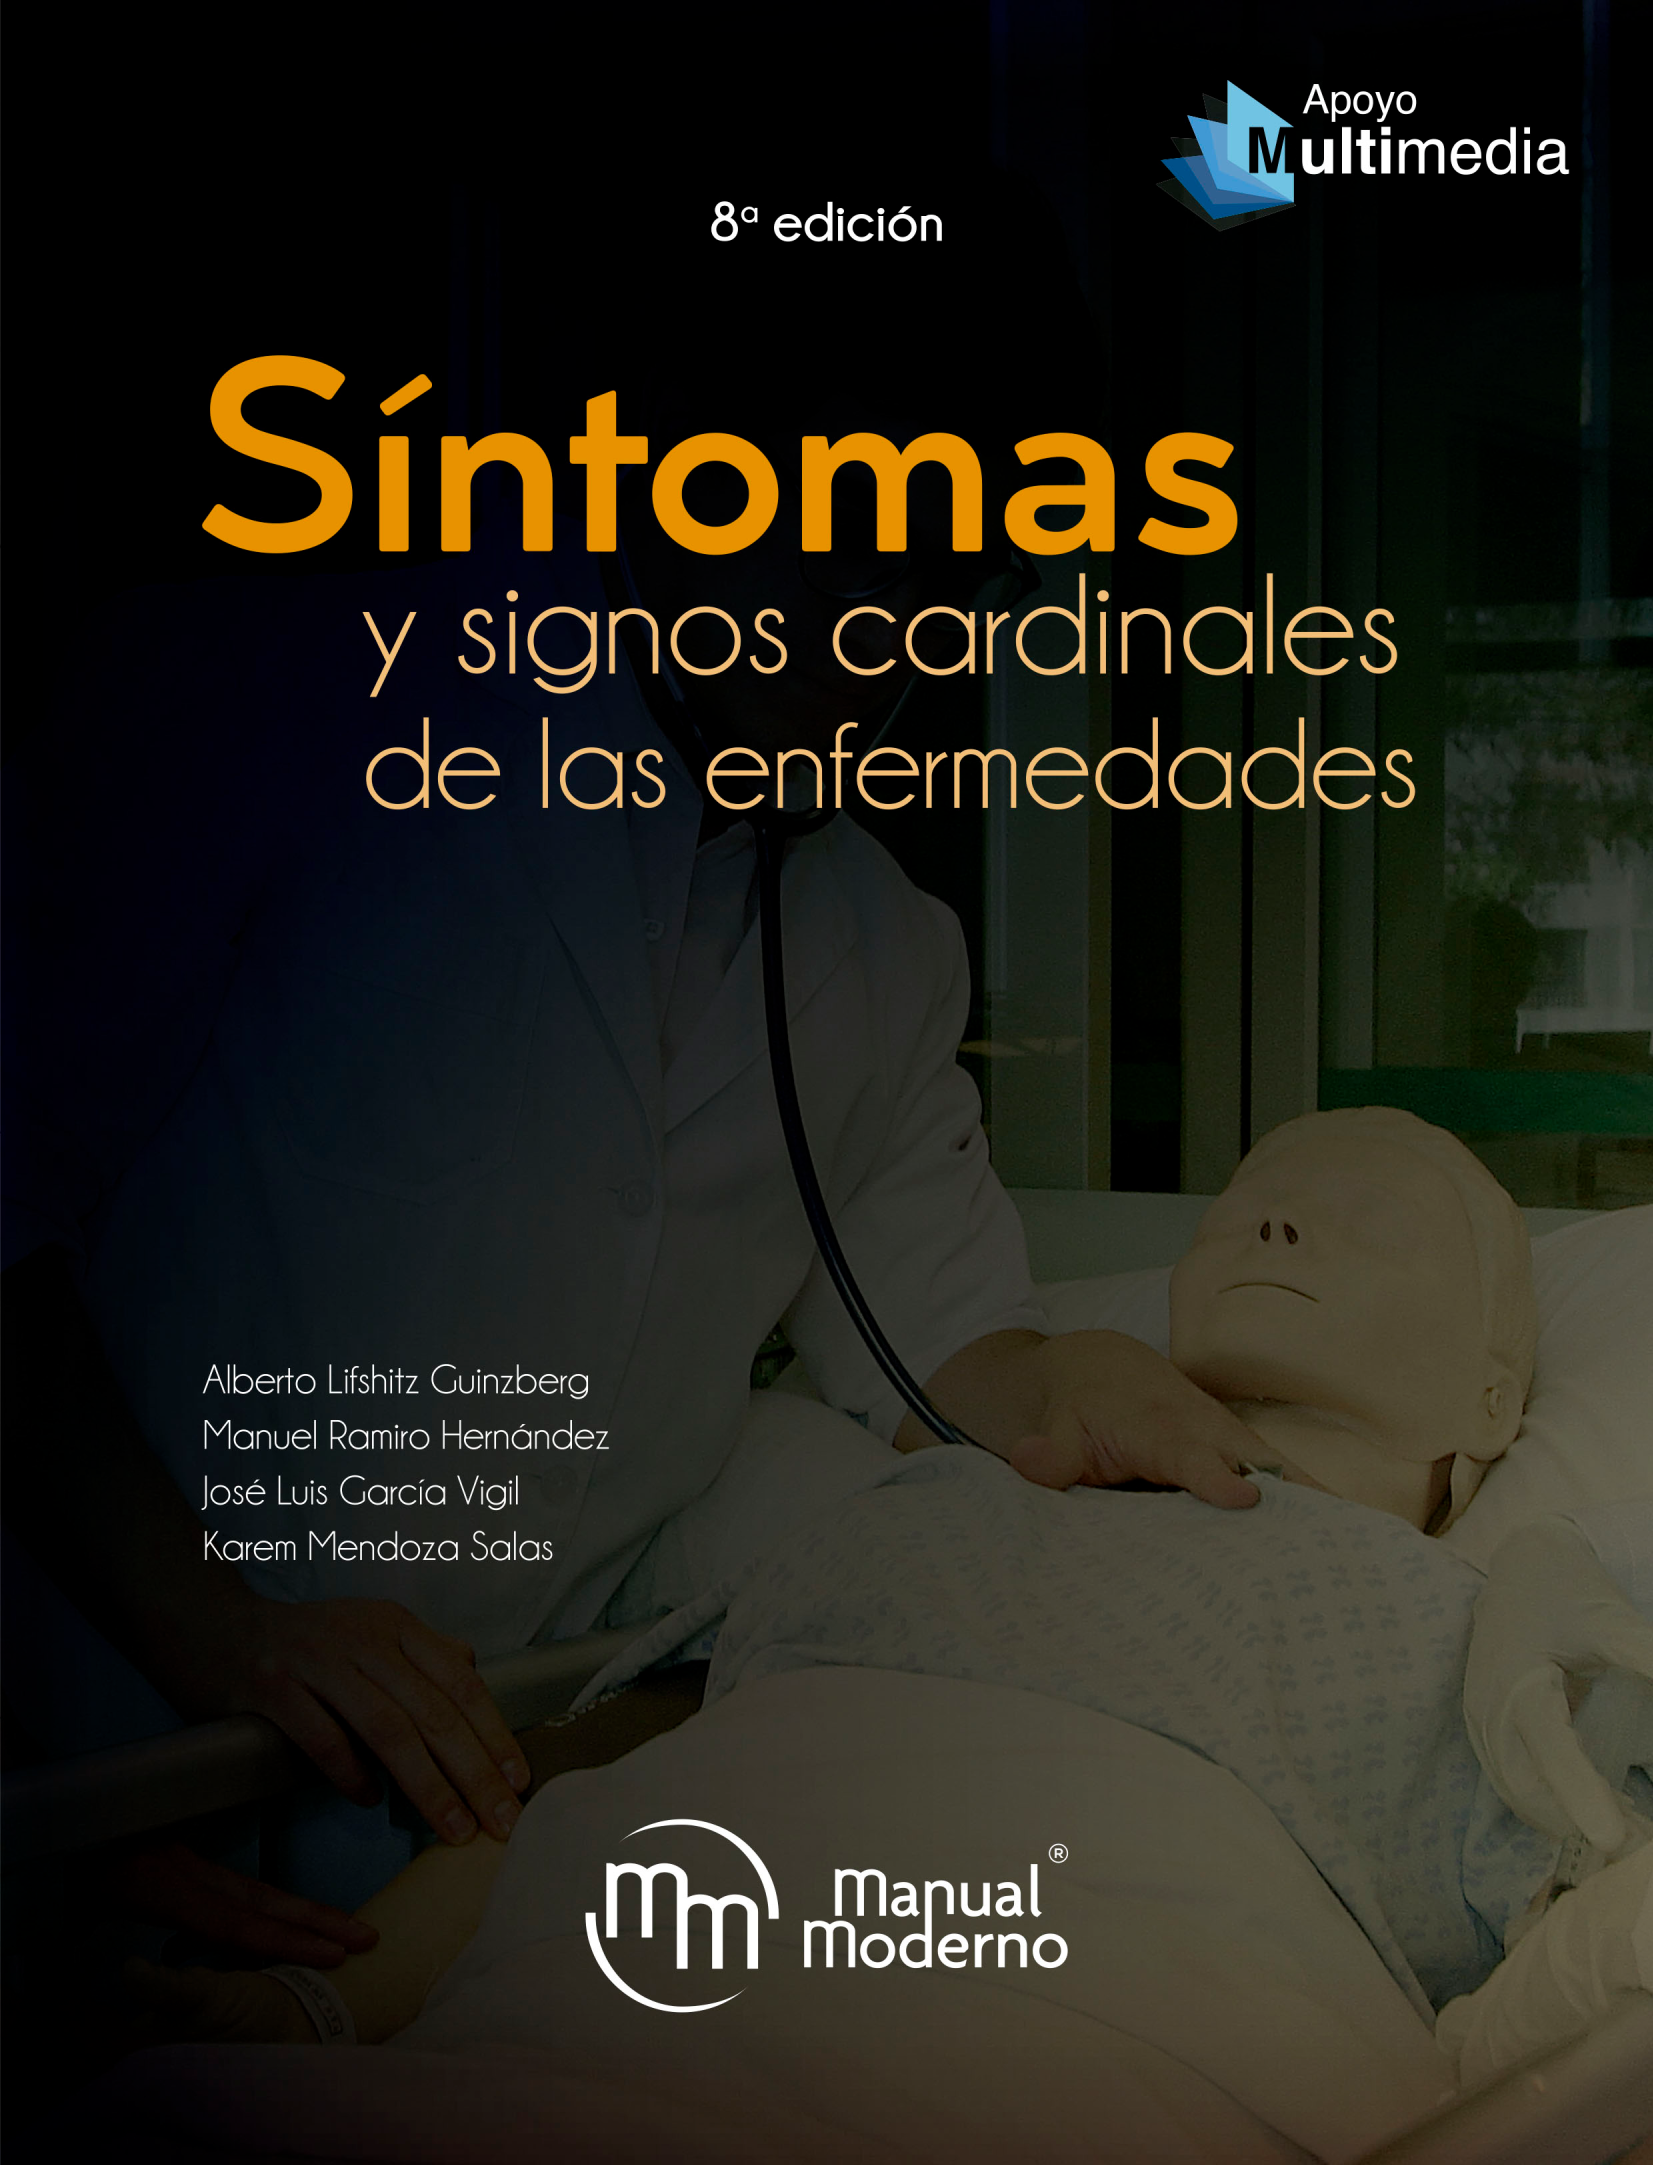 Apoyo
Multimedia
8ª edición
Síntomas
y signos cardinales
de las enfermedades
Alberto Lifshitz Guinzberg
Manuel Ramiro Hernández
José Luis García Vigil
Karem Mendoza Salas
mm manual®
moderno